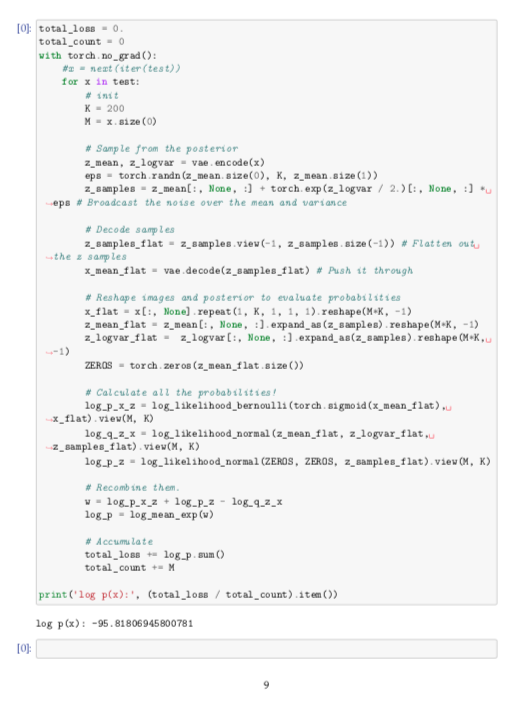 [0]: total_loss = 0.
total_count = 0
with torch.no_grad():
    #x = next(iter(test))
    for x in test:
        # init
        K = 200
        M = x.size(0)

        # Sample from the posterior
        z_mean, z_logvar = vae.encode(x)
        eps = torch.randn(z_mean.size(0), K, z_mean.size(1))
        z_samples = z_mean[:, None, :] + torch.exp(z_logvar / 2.)[:, None, :] *␣
↪eps # Broadcast the noise over the mean and variance

        # Decode samples
        z_samples_flat = z_samples.view(-1, z_samples.size(-1)) # Flatten out␣
↪the z samples
        x_mean_flat = vae.decode(z_samples_flat) # Push it through

        # Reshape images and posterior to evaluate probabilities
        x_flat = x[:, None].repeat(1, K, 1, 1, 1).reshape(M*K, -1)
        z_mean_flat = z_mean[:, None, :].expand_as(z_samples).reshape(M*K, -1)
        z_logvar_flat =  z_logvar[:, None, :].expand_as(z_samples).reshape(M*K,␣
↪-1)
        ZEROS = torch.zeros(z_mean_flat.size())

        # Calculate all the probabilities!
        log_p_x_z = log_likelihood_bernoulli(torch.sigmoid(x_mean_flat),␣
↪x_flat).view(M, K)
        log_q_z_x = log_likelihood_normal(z_mean_flat, z_logvar_flat,␣
↪z_samples_flat).view(M, K)
        log_p_z = log_likelihood_normal(ZEROS, ZEROS, z_samples_flat).view(M, K)

        # Recombine them.
        w = log_p_x_z + log_p_z - log_q_z_x
        log_p = log_mean_exp(w)

        # Accumulate
        total_loss += log_p.sum()
        total_count += M

print('log p(x):', (total_loss / total_count).item())
log p(x): -95.81806945800781
[0]:
9